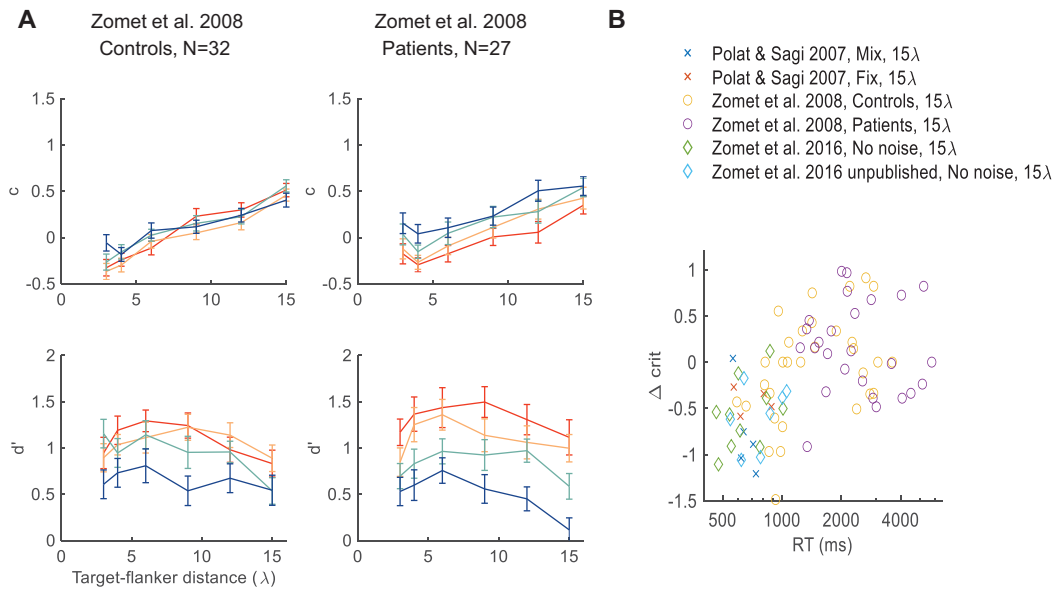 A
Zomet et al. 2008
Controls, N=32
Zomet et al. 2008
Patients, N=27
1.5
1
0.5
0
-0.5
c
0
5
10
15
1.5
1
0.5
0
-0.5
c
0
5
10
15
2
1.5
1
0.5
0
d'
0
5
10
15
Target-flanker distance (λ)
2
1.5
1
0.5
0
d'
0
5
10
15
B
Polat & Sagi 2007, Mix, 15λ
Polat & Sagi 2007, Fix, 15λ
Zomet et al. 2008, Controls, 15λ
Zomet et al. 2008, Patients, 15λ
Zomet et al. 2016, No noise, 15λ
Zomet et al. 2016 unpublished, No noise, 15λ
1
0.5
0
-0.5
-1
-1.5
Δ crit
500
1000
2000
4000
RT (ms)